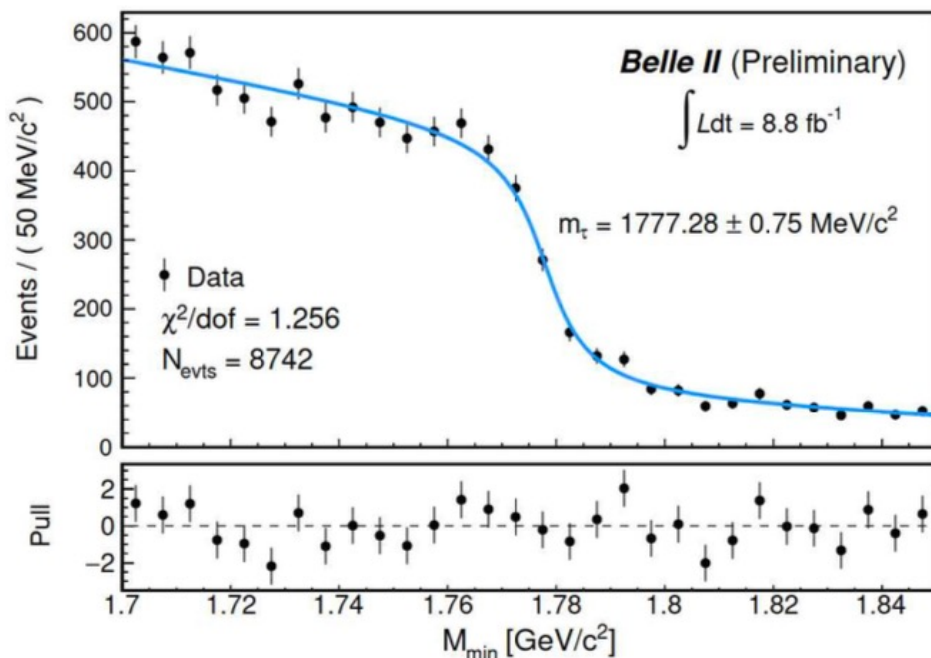 600
Belle II (Preliminary)
500
∫ Ldt = 8.8 fb⁻¹
400
Events / ( 50 MeV/c²)
m_τ = 1777.28 ± 0.75 MeV/c²
300
Data
200
χ²/dof = 1.256
N_evts = 8742
100
0
2
Pull
0
−2
1.7 1.72 1.74 1.76 1.78 1.8 1.82 1.84
M_min [GeV/c²]